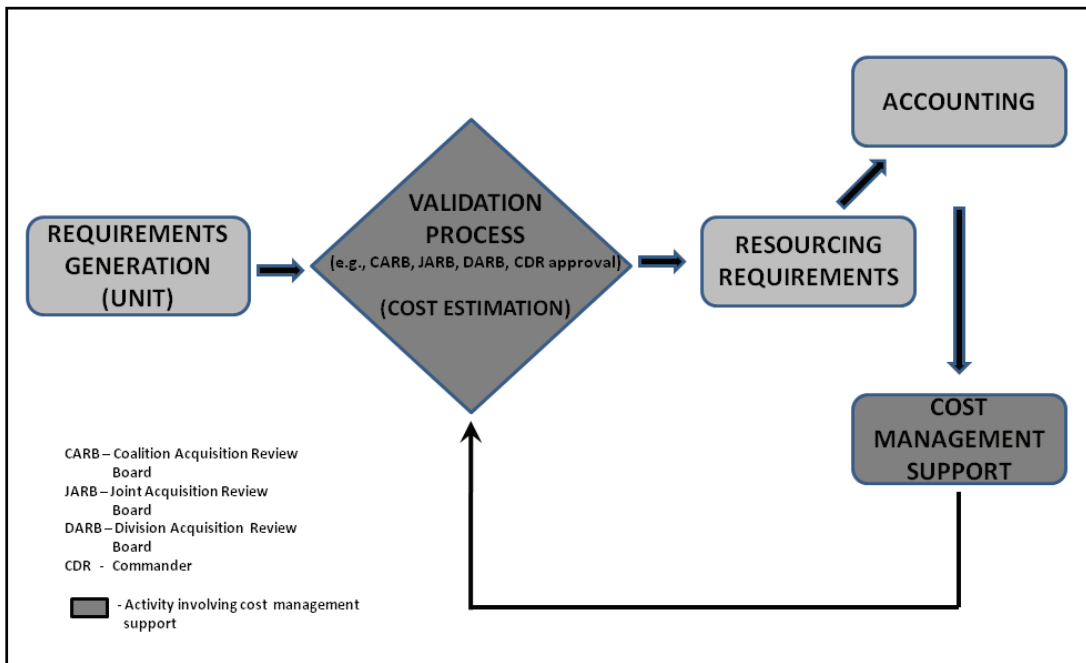 REQUIREMENTS
GENERATION
(UNIT)
VALIDATION
PROCESS
(e.g., CARB, JARB, DARB, CDR approval)
(COST ESTIMATION)
RESOURCING
REQUIREMENTS
ACCOUNTING
COST
MANAGEMENT
SUPPORT
CARB – Coalition Acquisition Review
Board
JARB – Joint Acquisition Review
Board
DARB – Division Acquisition Review
Board
CDR - Commander
- Activity involving cost management
support